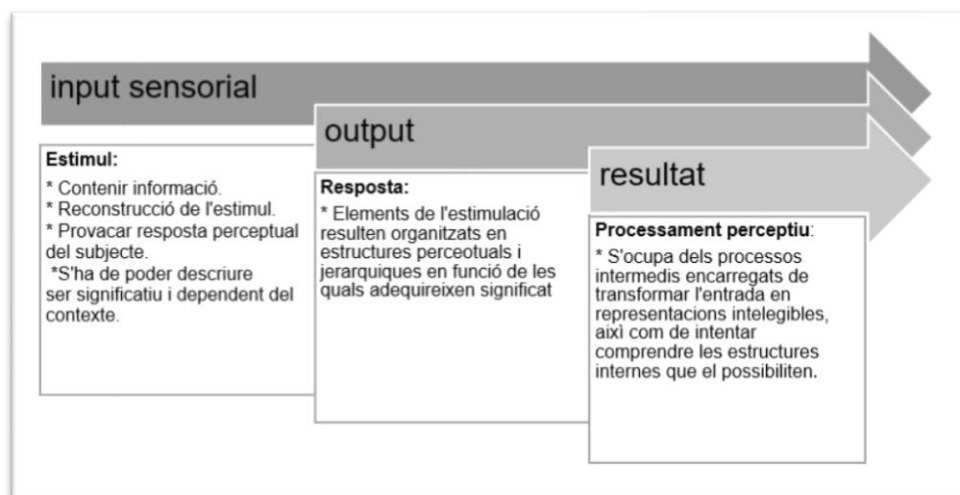 input sensorial
Estimul:
* Contenir informació.
* Reconstrucció de l'estimul.
* Provacar resposta perceptual
del subjecte.
*S'ha de poder descriure
ser significatiu i dependent del
contexte.
output
Resposta:
* Elements de l'estimulació
resulten organitzats en
estructures perceotuals i
jerarquiques en funció de les
quals adequireixen significat
resultat
Processament perceptiu:
* S'ocupa dels processos
intermedis encarregats de
transformar l'entrada en
representacions intelegibles,
així com de intentar
comprendre les estructures
internes que el possibiliten.